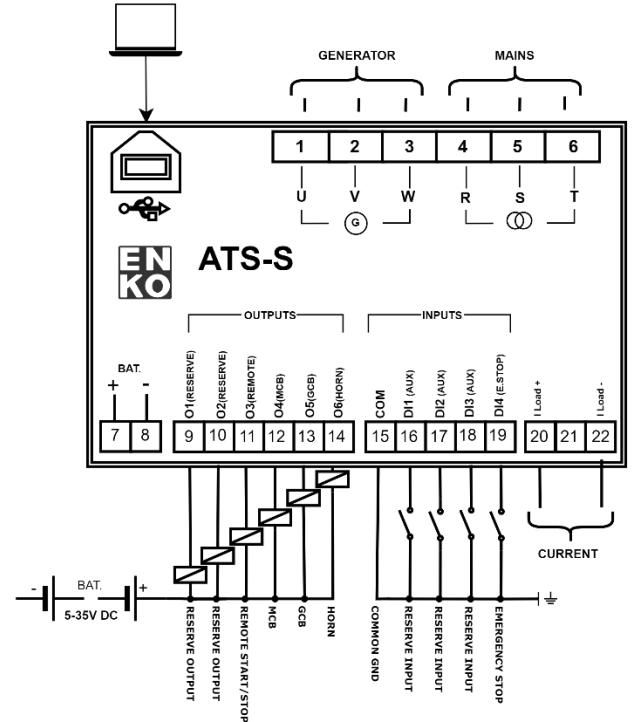 GENERATOR
MAINS
1 2 3 4 5 6
U V W R S T
G
EN
KO
ATS-S
OUTPUTS
INPUTS
BAT.
+ -
O1(RESERVE)
O2(RESERVE)
O3(REMOTE)
O4(MCB)
O5(GCB)
O6(HORN)
COM
DI1 (AUX)
DI2 (AUX)
DI3 (AUX)
DI4 (E.STOP)
I Load +
I Load -
7 8 9 10 11 12 13 14 15 16 17 18 19 20 21 22
CURRENT
- BAT. +
5-35V DC
RESERVE OUTPUT
RESERVE OUTPUT
REMOTE START/STOP
MCB
GCB
HORN
COMMON GND
RESERVE INPUT
RESERVE INPUT
RESERVE INPUT
EMERGENCY STOP